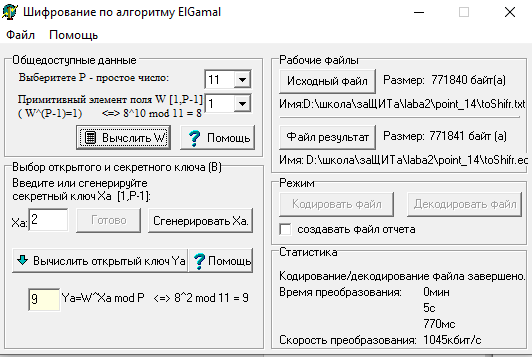 Шифрование по алгоритму ElGamal
Файл Помощь
Общедоступные данные
Выберитете P - простое число:
11
Примитивный элемент поля W [1,P-1]
( W^(P-1)=1) <=> 8^10 mod 11 = 8
1
Вычслить W
Помощь
Выбор открытого и секретного ключа (B)
Введите или сгенерируйте
секретный ключ Xa [1,P-1]:
Xa: 2
Готово
Сгенерировать Xa.
Вычислить открытый ключ Ya
Помощь
9 Ya=W^Xa mod P <=> 8^2 mod 11 = 9
Рабочие файлы
Исходный файл
Размер: 771840 байт(а)
Имя:D:\школа\заЩИТа\laba2\point_14\toShifr.txt
Файл результат
Размер: 771841 байт (а)
Имя: D:\школа\заЩИТа\laba2\point_14\toShifr.ec
Режим
Кодировать файл
Декодировать файл
создавать файл отчета
Статистика
Кодирование/декодирование файла завершено.
Время преобразования: 0мин
5с
770мс
Скорость преобразования: 1045кбит/с